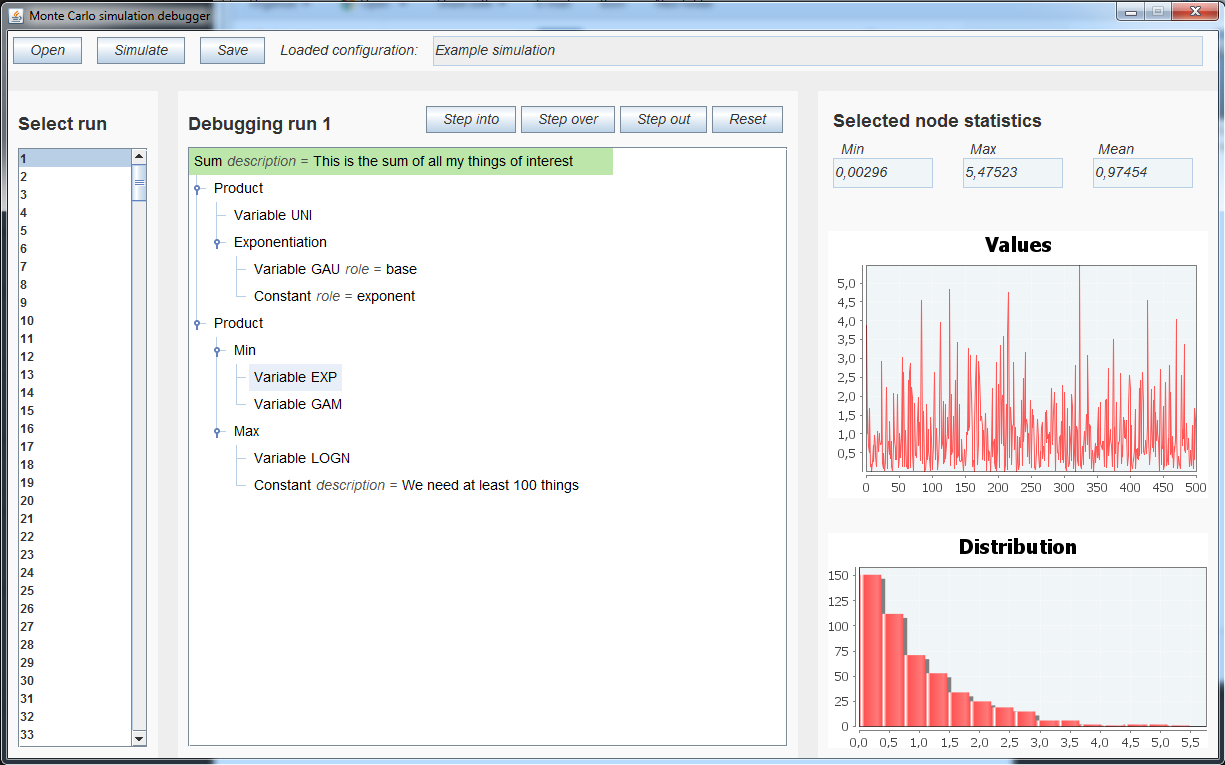 Monte Carlo simulation debugger
Open Simulate Save Loaded configuration: Example simulation
Select run
1
2
3
4
5
6
7
8
9
10
11
12
13
14
15
16
17
18
19
20
21
22
23
24
25
26
27
28
29
30
31
32
33
Debugging run 1 Step into Step over Step out Reset
Sum description = This is the sum of all my things of interest
Product
Variable UNI
Exponentiation
Variable GAU role = base
Constant role = exponent
Product
Min
Variable EXP
Variable GAM
Max
Variable LOGN
Constant description = We need at least 100 things
Selected node statistics
Min Max Mean
0,00296 5,47523 0,97454
Values
5,0
4,5
4,0
3,5
3,0
2,5
2,0
1,5
1,0
0,5
0 50 100 150 200 250 300 350 400 450 500
Distribution
150
125
100
75
50
25
0
0,0 0,5 1,0 1,5 2,0 2,5 3,0 3,5 4,0 4,5 5,0 5,5